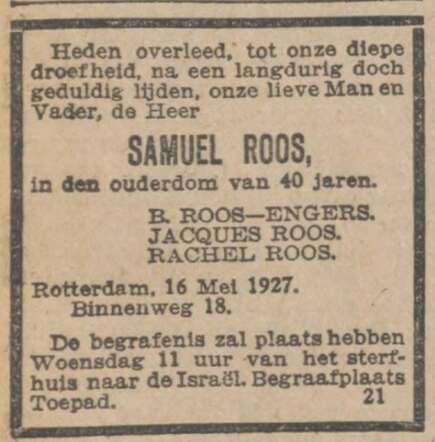 Heden overleed, tot onze diepe
droefheid, na een langdurig doch
geduldig lijden, onze lieve Man en
Vader, de Heer
SAMUEL ROOS,
in den ouderdom van 40 jaren.
B. ROOS—ENGERS.
JACQUES ROOS.
RACHEL ROOS.
Rotterdam, 16 Mei 1927.
Binnenweg 18.
De begrafenis zal plaats hebben
Woensdag 11 uur van het sterf-
huis naar de Israël. Begraafplaats
Toepad. 21